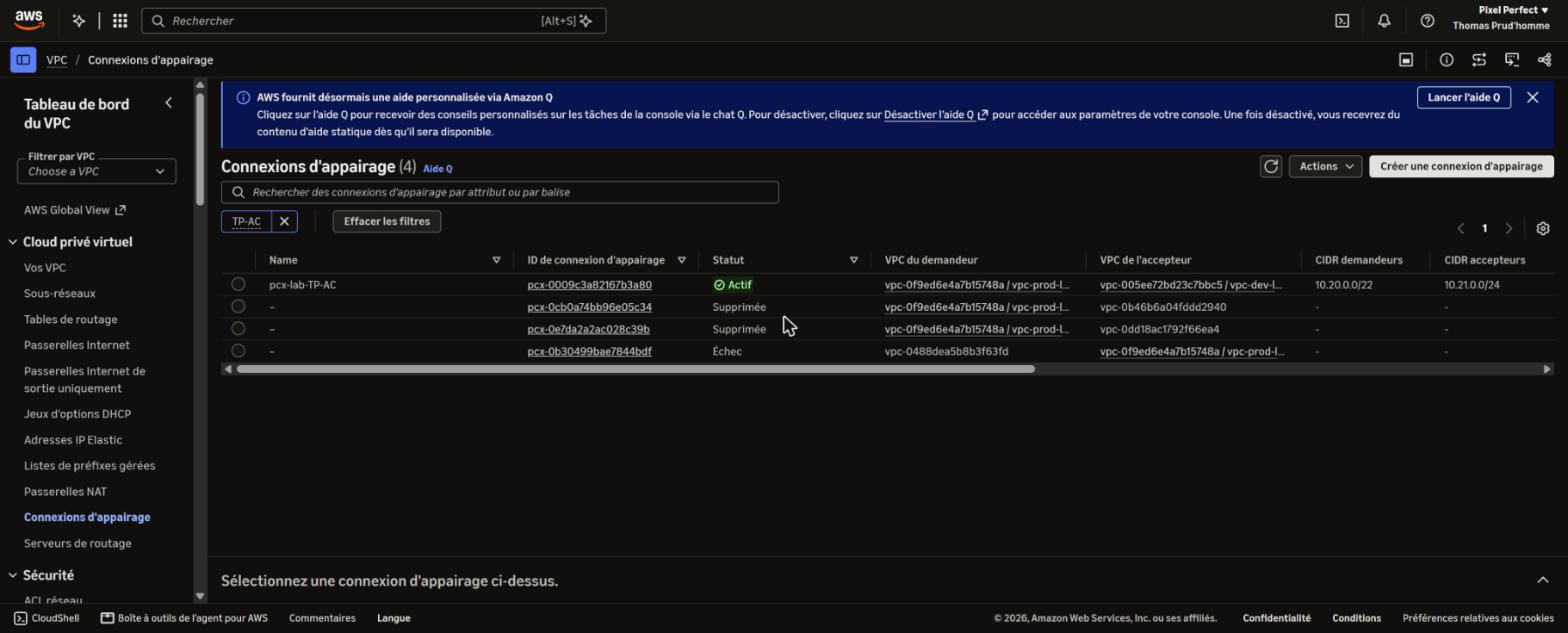 aws
Rechercher
[Alt+S]
Pixel Perfect ▼
Thomas Prud'homme
VPC / Connexions d'appairage
Tableau de bord
du VPC
Filtrer par VPC
Choose a VPC
AWS Global View
Cloud privé virtuel
Vos VPC
Sous-réseaux
Tables de routage
Passerelles Internet
Passerelles Internet de
sortie uniquement
Jeux d'options DHCP
Adresses IP Elastic
Listes de préfixes gérées
Passerelles NAT
Connexions d'appairage
Serveurs de routage
Sécurité
ACL réseau
AWS fournit désormais une aide personnalisée via Amazon Q
Cliquez sur l'aide Q pour recevoir des conseils personnalisés sur les tâches de la console via le chat Q. Pour désactiver, cliquez sur Désactiver l'aide Q pour accéder aux paramètres de votre console. Une fois désactivé, vous recevrez du
contenu d'aide statique dès qu'il sera disponible.
Lancer l'aide Q
Connexions d'appairage (4) Aide Q
Actions
Créer une connexion d'appairage
Rechercher des connexions d'appairage par attribut ou par balise
TP-AC
Effacer les filtres
1
Name ID de connexion d'appairage Statut VPC du demandeur VPC de l'accepteur CIDR demandeurs CIDR accepteurs
pcx-lab-TP-AC pcx-0009c3a82167b3a80 Actif vpc-0f9ed6e4a7b15748a / vpc-prod-l... vpc-005ee72bd23c7bbc5 / vpc-dev-l... 10.20.0.0/22 10.21.0.0/24
– pcx-0cb0a74bb96e05c34 Supprimée vpc-0f9ed6e4a7b15748a / vpc-prod-l... vpc-0b46b6a04fddd2940 - -
– pcx-0e7da2a2ac028c39b Supprimée vpc-0f9ed6e4a7b15748a / vpc-prod-l... vpc-0dd18ac1792f66ea4 - -
– pcx-0b30499bae7844bdf Échec vpc-0488dea5b8b3f63fd vpc-0f9ed6e4a7b15748a / vpc-prod-l... - -
Sélectionnez une connexion d'appairage ci-dessus.
CloudShell Boîte à outils de l'agent pour AWS Commentaires Langue © 2026, Amazon Web Services, Inc. ou ses affiliés. Confidentialité Conditions Préférences relatives aux cookies